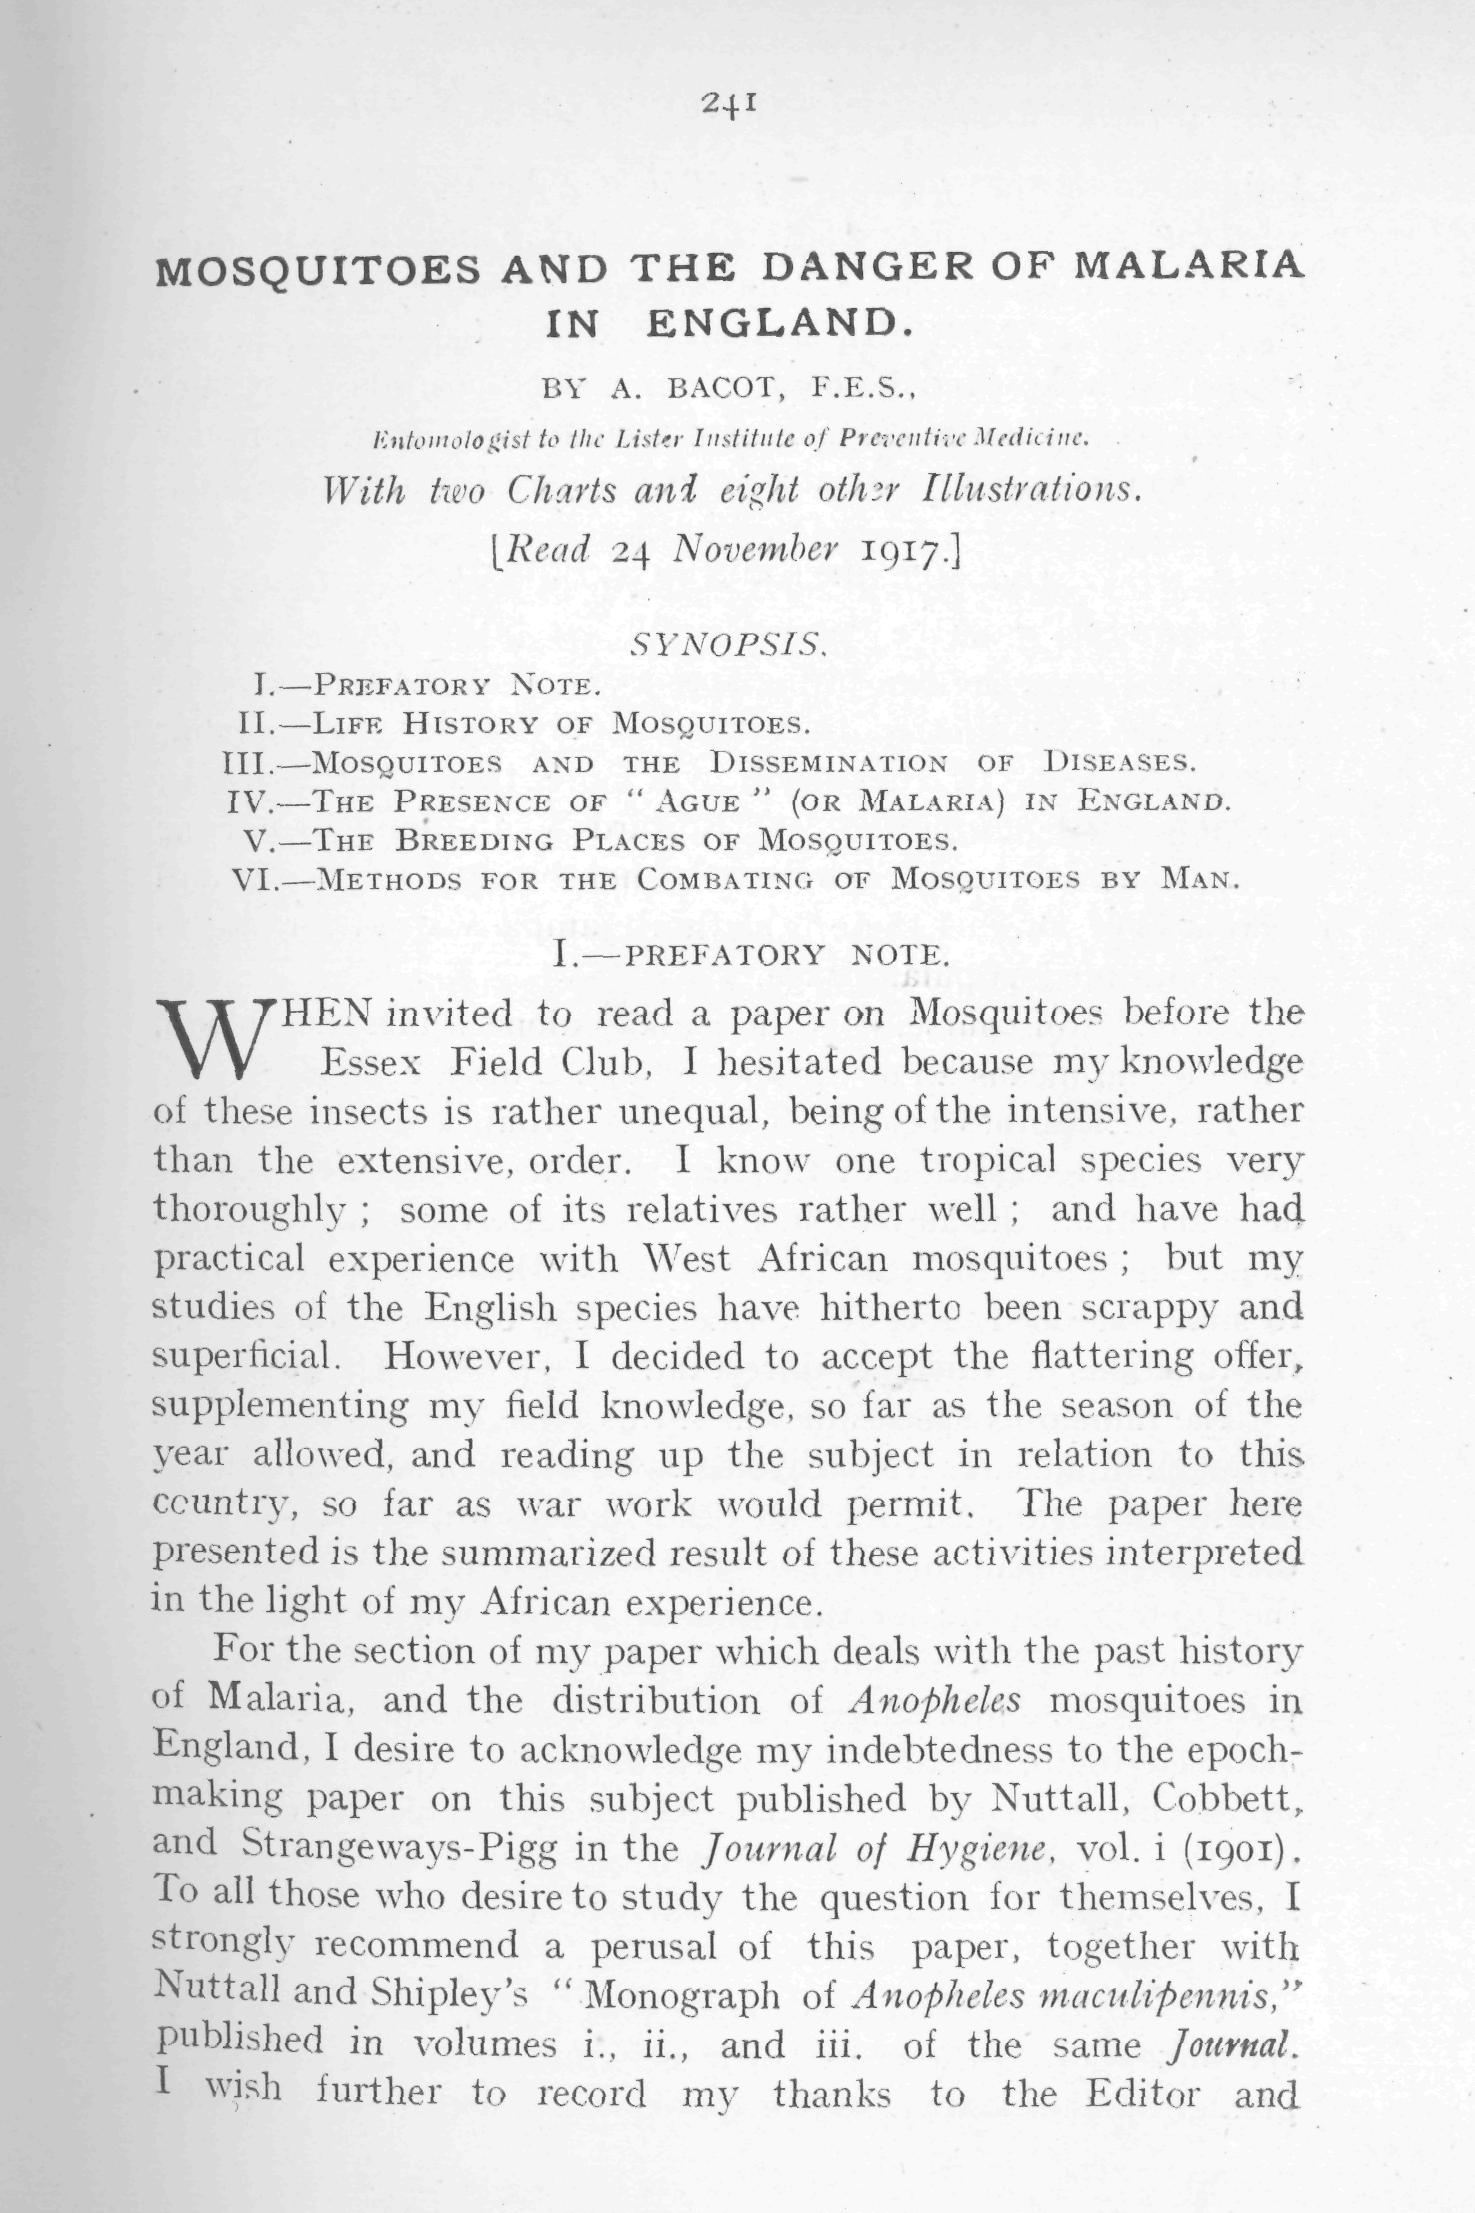 241
MOSQUITOES AND THE DANGER OF MALARIA
IN ENGLAND.
BY A. BACOT, F.E.S.,
Entomologist to the Lister Institute of Preventive Medicine.
With two Charts and eight other Illustrations.
[Read 24 November 1917.]
SYNOPSIS.
I.—PREFATORY NOTE.
II.—LIFE HISTORY OF MOSQUITOES.
III.—MOSQUITOES AND THE DISSEMINATION OF DISEASES.
IV.—THE PRESENCE OF “ AGUE ” (OR MALARIA) IN ENGLAND.
V.—THE BREEDING PLACES OF MOSQUITOES.
VI.—METHODS FOR THE COMBATING OF MOSQUITOES BY MAN.
I.—PREFATORY NOTE.
WHEN invited to read a paper on Mosquitoes before the
Essex Field Club, I hesitated because my knowledge
of these insects is rather unequal, being of the intensive, rather
than the extensive, order. I know one tropical species very
thoroughly ; some of its relatives rather well ; and have had
practical experience with West African mosquitoes ; but my
studies of the English species have hitherto been scrappy and
superficial. However, I decided to accept the flattering offer,
supplementing my field knowledge, so far as the season of the
year allowed, and reading up the subject in relation to this
country, so far as war work would permit. The paper here
presented is the summarized result of these activities interpreted
in the light of my African experience.
For the section of my paper which deals with the past history
of Malaria, and the distribution of Anopheles mosquitoes in
England, I desire to acknowledge my indebtedness to the epoch-
making paper on this subject published by Nuttall, Cobbett,
and Strangeways-Pigg in the Journal of Hygiene, vol. i (1901).
To all those who desire to study the question for themselves, I
strongly recommend a perusal of this paper, together with
Nuttall and Shipley’s “ Monograph of Anopheles maculipennis,”
published in volumes i., ii., and iii. of the same Journal.
I wish further to record my thanks to the Editor and